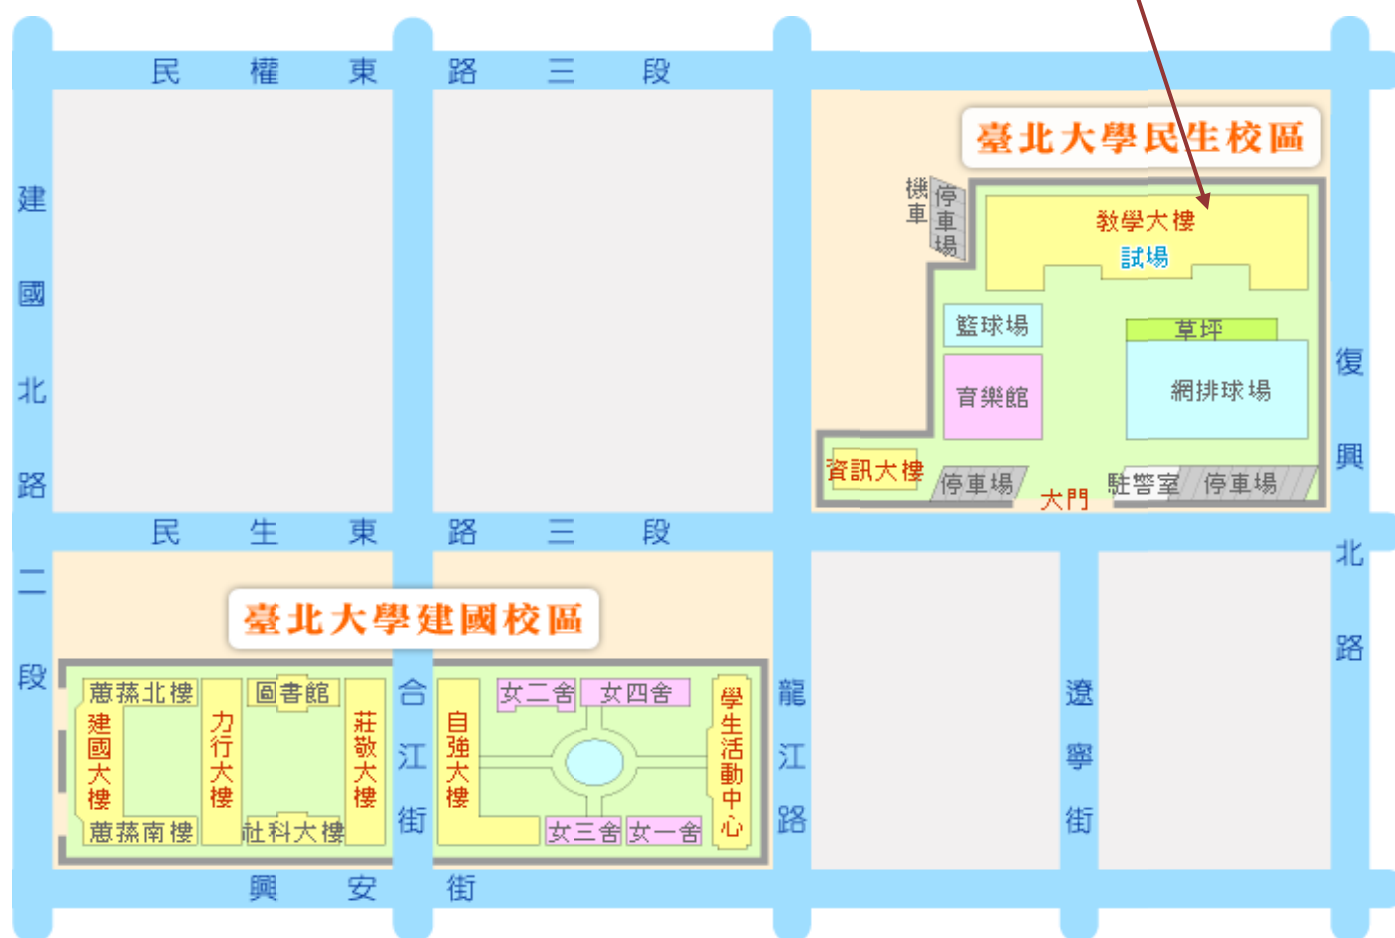 民權東路三段
建國北路二段
臺北大學民生校區
機車
停車場
教學大樓
試場
籃球場
草坪
育樂館
網排球場
資訊大樓
停車場
大門
駐警室
停車場
復興北路
民生東路三段
臺北大學建國校區
蕙蓀北樓
圖書館
女二舍
女四舍
建國大樓
力行大樓
莊敬大樓
合江街
自強大樓
學生活動中心
龍江路
遼寧街
蕙蓀南樓
社科大樓
女三舍
女一舍
興安街